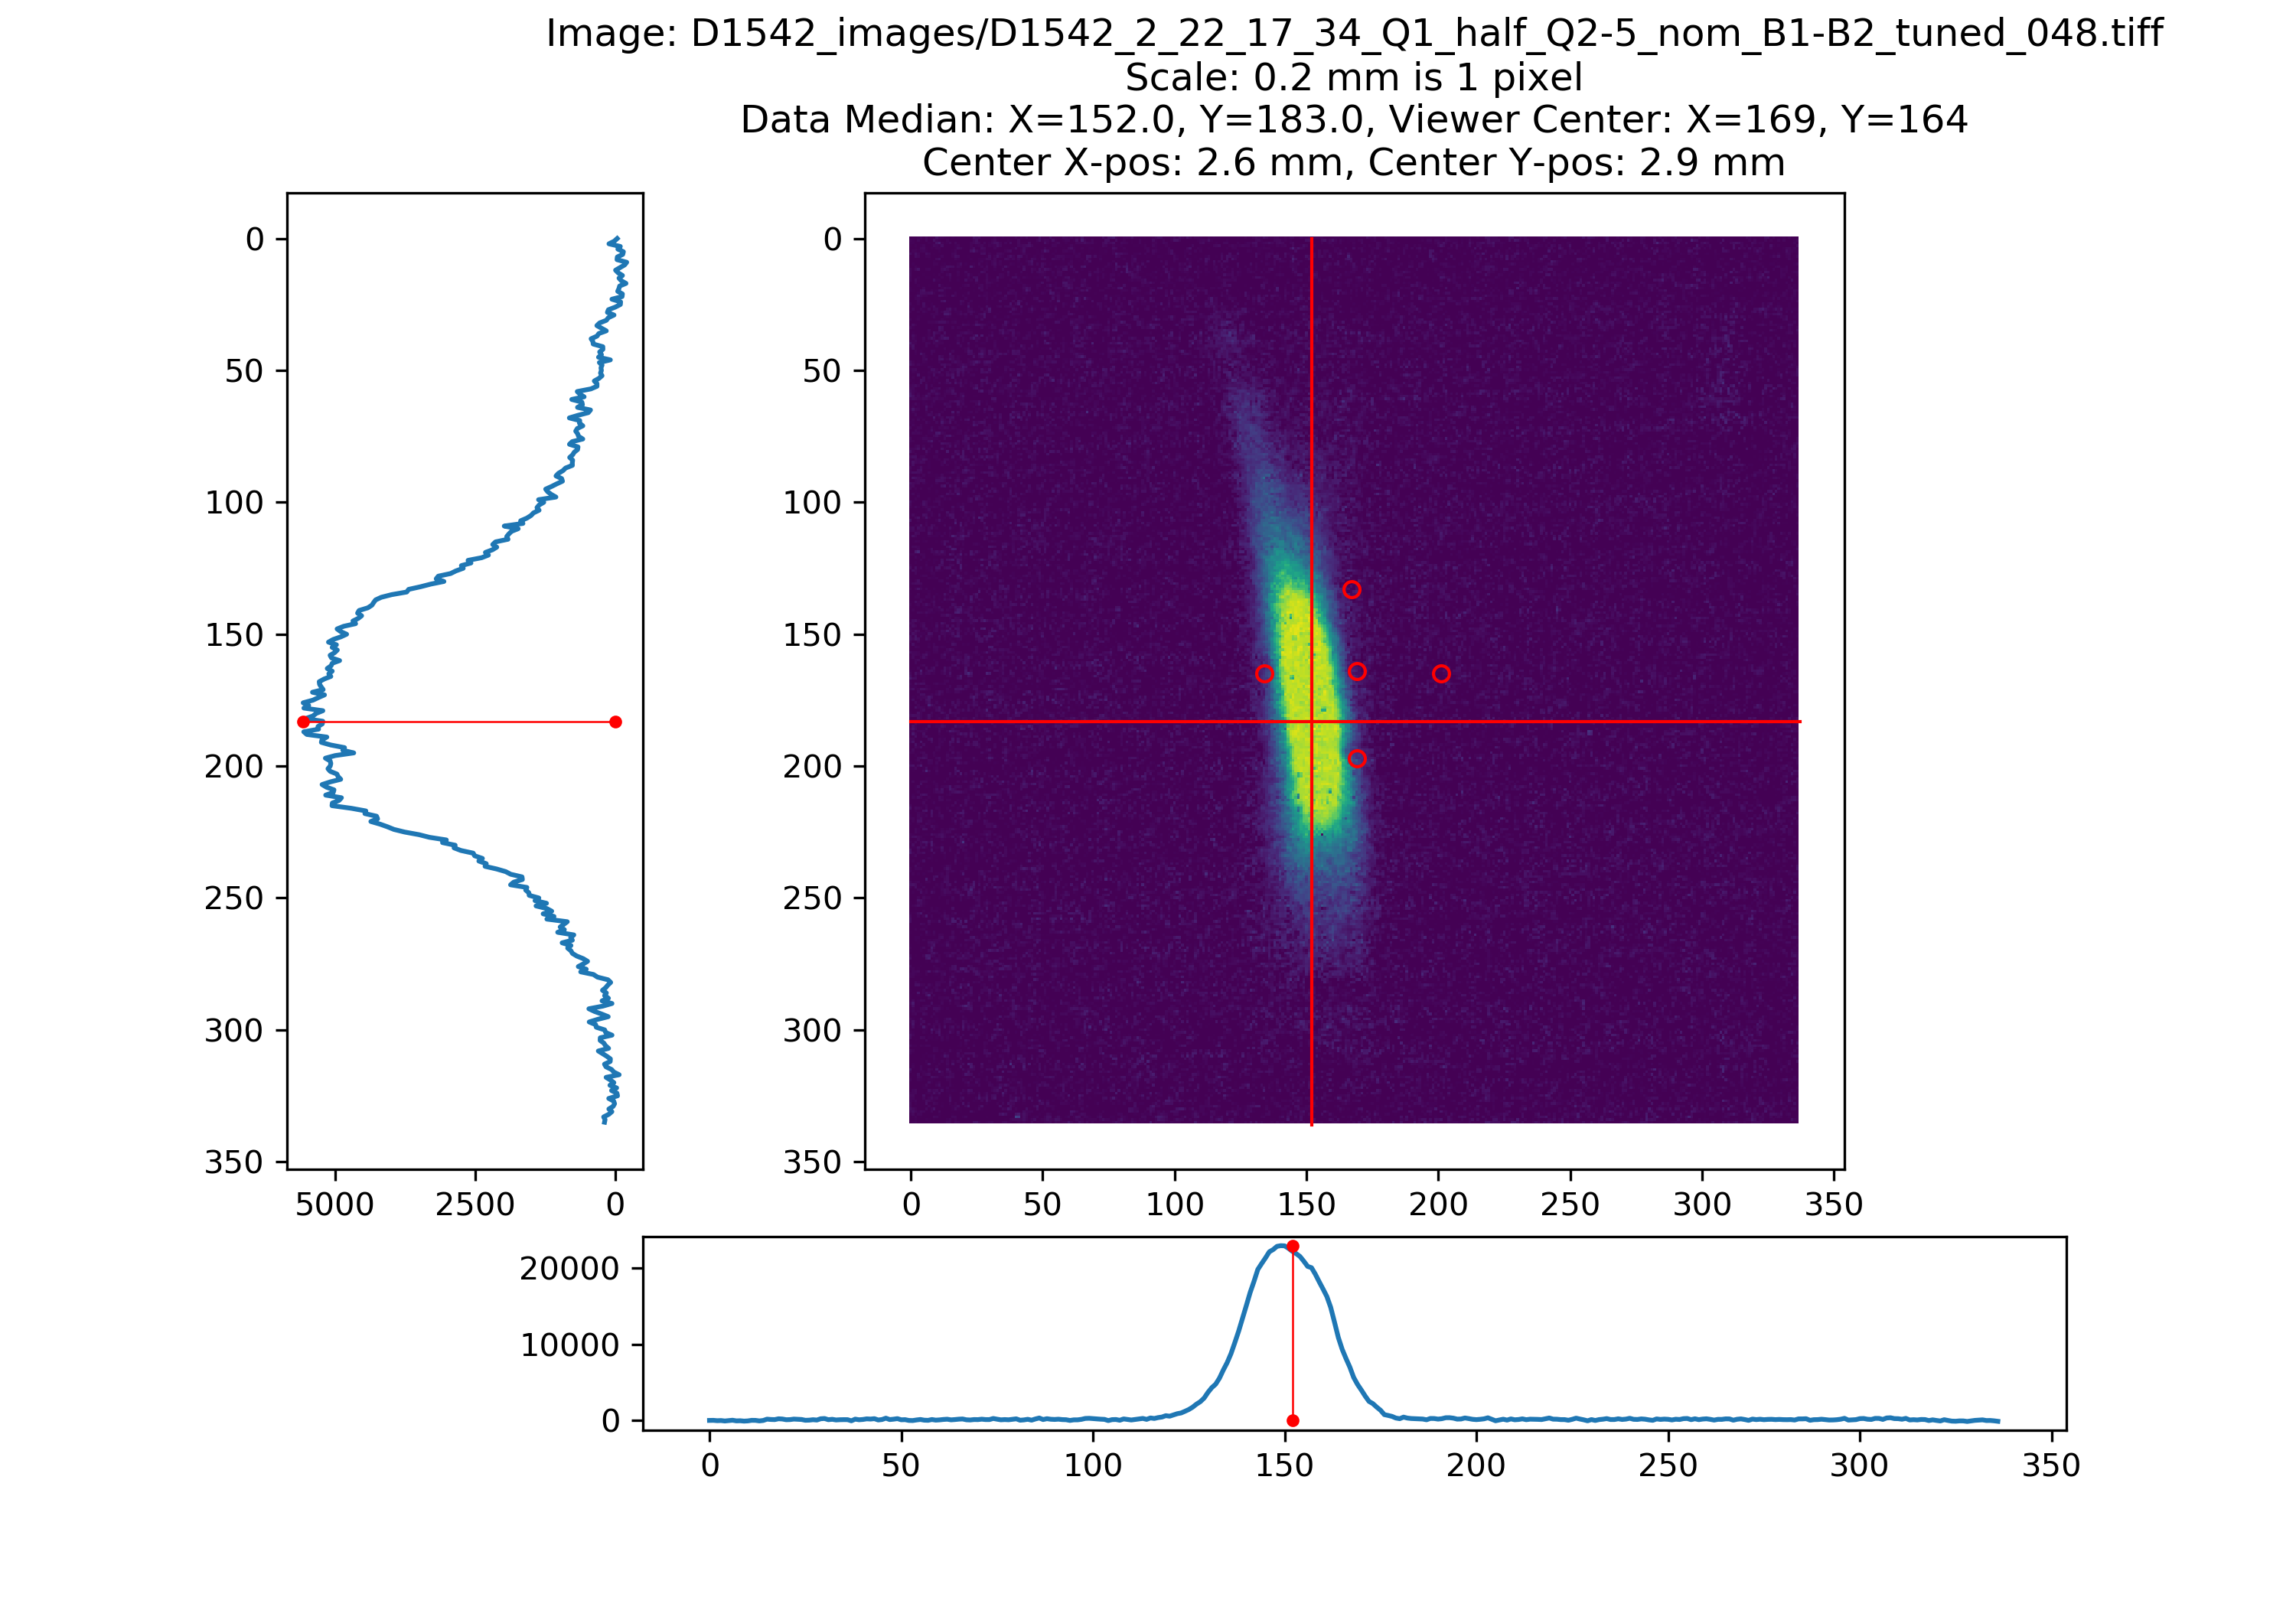 Image: D1542_images/D1542_2_22_17_34_Q1_half_Q2-5_nom_B1-B2_tuned_048.tiff
Scale: 0.2 mm is 1 pixel
Data Median: X=152.0, Y=183.0, Viewer Center: X=169, Y=164
Center X-pos: 2.6 mm, Center Y-pos: 2.9 mm
0
50
100
150
200
250
300
350
5000 2500 0
0
50
100
150
200
250
300
350
0 50 100 150 200 250 300 350
20000
10000
0
0 50 100 150 200 250 300 350